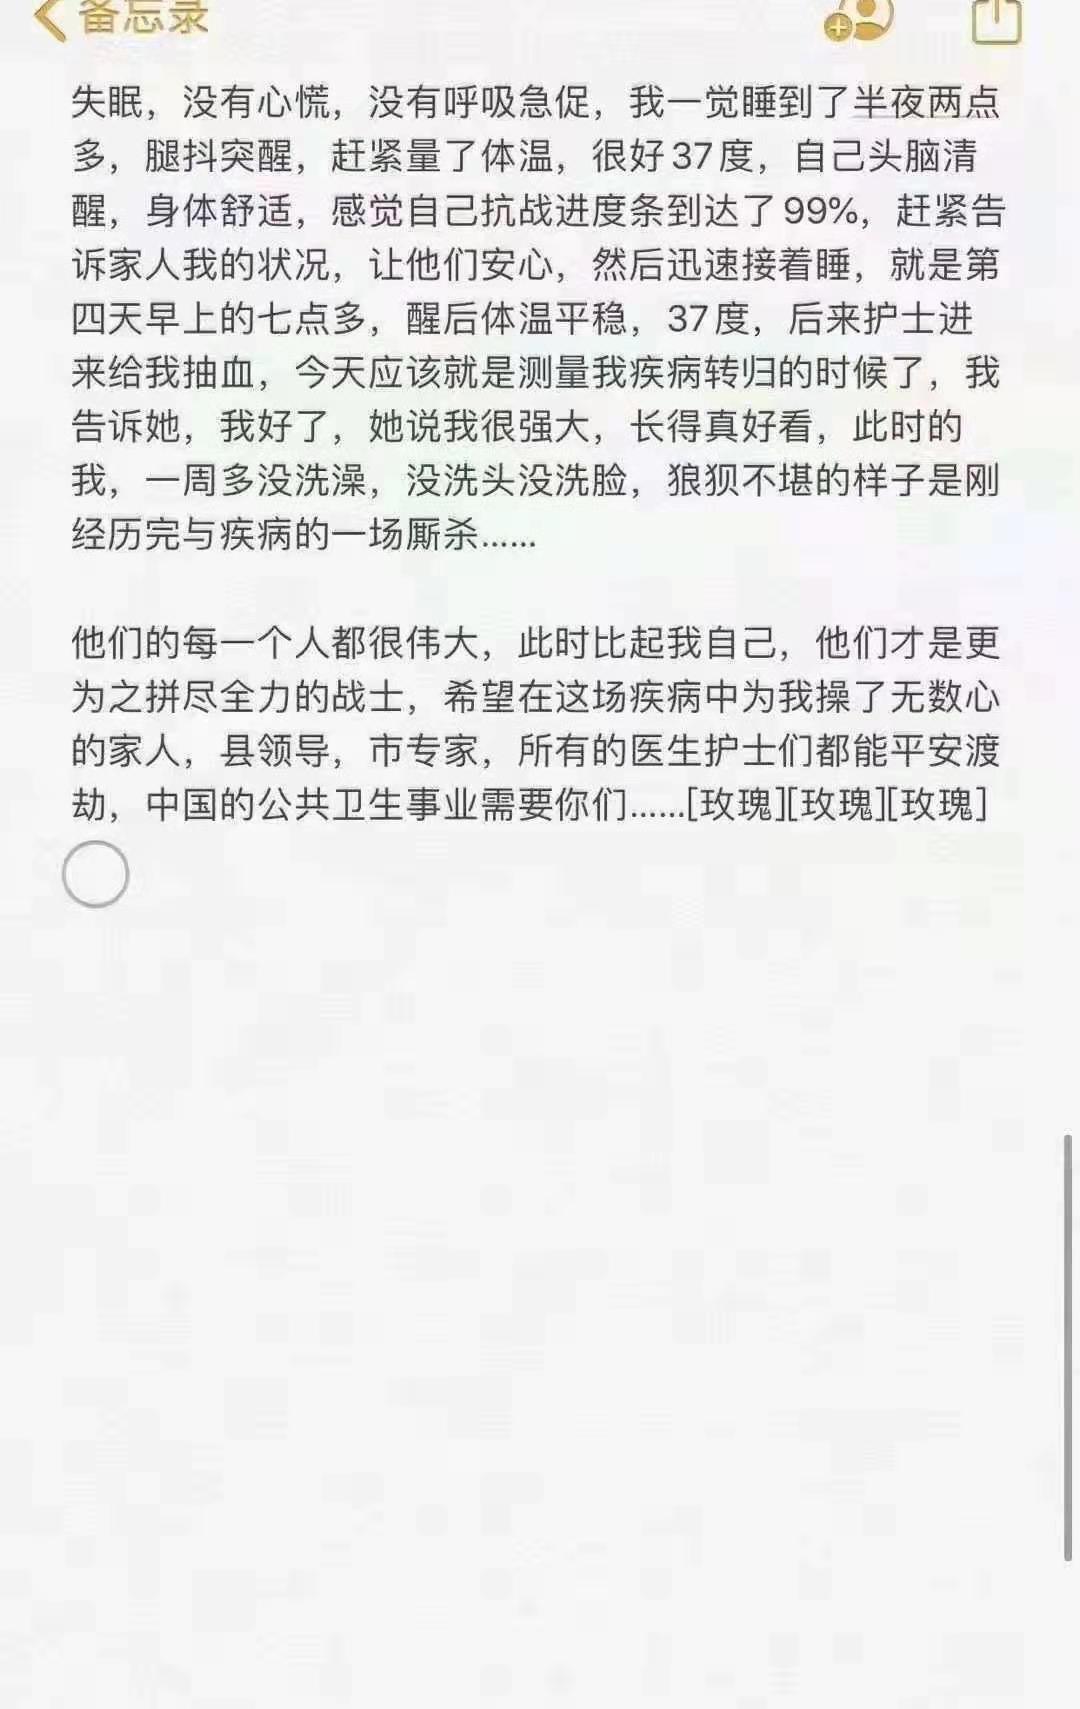 备忘录
失眠，没有心慌，没有呼吸急促，我一觉睡到了半夜两点
多，腿抖突醒，赶紧量了体温，很好37度，自己头脑清
醒，身体舒适，感觉自己抗战进度条到达了99%，赶紧告
诉家人我的状况，让他们安心，然后迅速接着睡，就是第
四天早上的七点多，醒后体温平稳，37度，后来护士进
来给我抽血，今天应该就是测量我疾病转归的时候了，我
告诉她，我好了，她说我很强大，长得真好看，此时的
我，一周多没洗澡，没洗头没洗脸，狼狈不堪的样子是刚
经历完与疾病的一场厮杀……
他们的每一个人都很伟大，此时比起我自己，他们才是更
为之拼尽全力的战士，希望在这场疾病中为我操了无数心
的家人，县领导，市专家，所有的医生护士们都能平安渡
劫，中国的公共卫生事业需要你们……[玫瑰][玫瑰][玫瑰]